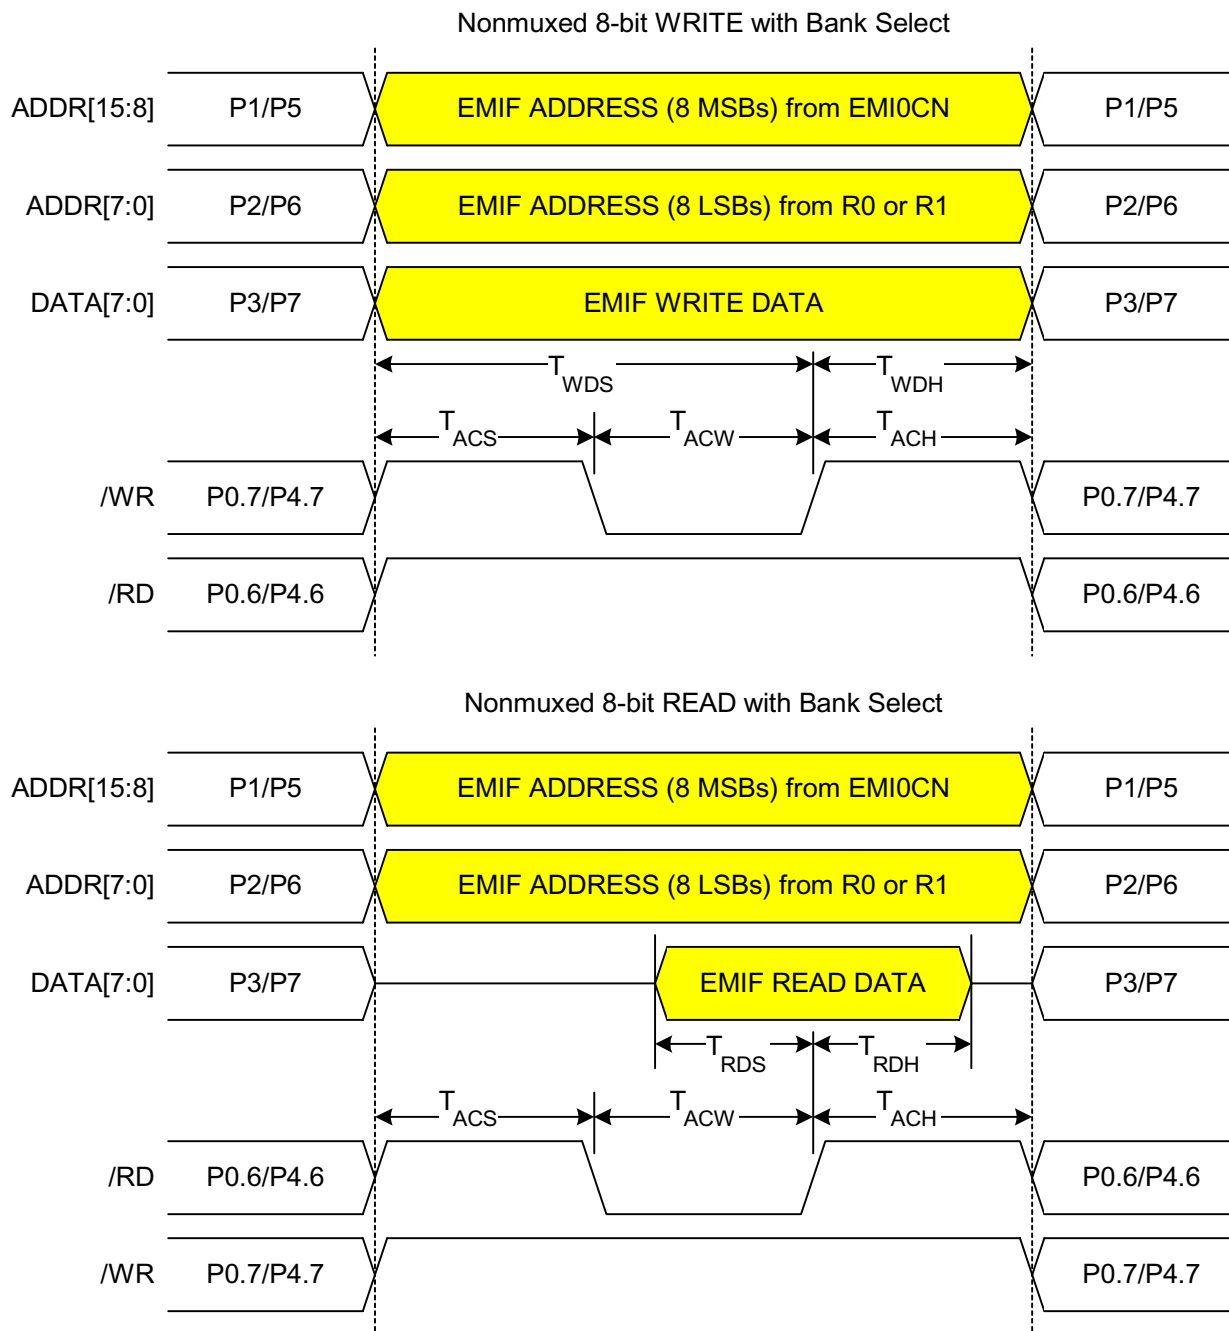 Nonmuxed 8-bit WRITE with Bank Select
ADDR[15:8] P1/P5 EMIF ADDRESS (8 MSBs) from EMI0CN P1/P5
ADDR[7:0] P2/P6 EMIF ADDRESS (8 LSBs) from R0 or R1 P2/P6
DATA[7:0] P3/P7 EMIF WRITE DATA P3/P7
TWDS TWDH
TACS TACW TACH
/WR P0.7/P4.7 P0.7/P4.7
/RD P0.6/P4.6 P0.6/P4.6
Nonmuxed 8-bit READ with Bank Select
ADDR[15:8] P1/P5 EMIF ADDRESS (8 MSBs) from EMI0CN P1/P5
ADDR[7:0] P2/P6 EMIF ADDRESS (8 LSBs) from R0 or R1 P2/P6
DATA[7:0] P3/P7 EMIF READ DATA P3/P7
TRDS TRDH
TACS TACW TACH
/RD P0.6/P4.6 P0.6/P4.6
/WR P0.7/P4.7 P0.7/P4.7